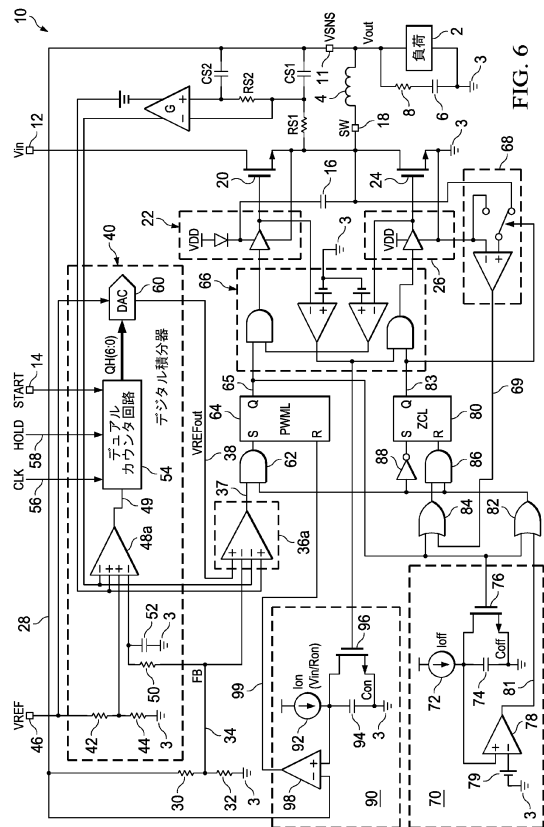 10
FIG. 6
VSNS
11
Vout
負荷
2
3
CS2
CS1
RS2
RS1
G
4
8
6
SW
18
Vin
12
20
16
24
3
68
22
VDD
66
3
VDD
26
40
60
DAC
QH(6:0)
START
14
HOLD
58
CLK
56
デュアル
カウンタ回路
54
デジタル積分器
VREFout
38
49
48a
65
64
S
Q
PWML
R
83
S
Q
ZCL
R
80
69
62
37
36a
88
86
84
82
28
52
3
50
FB
99
34
VREF
46
42
44
3
30
32
3
96
Ion
(Vin/Ron)
92
Con
94
3
98
90
76
Ioff
72
Coff
74
3
81
78
79
3
70